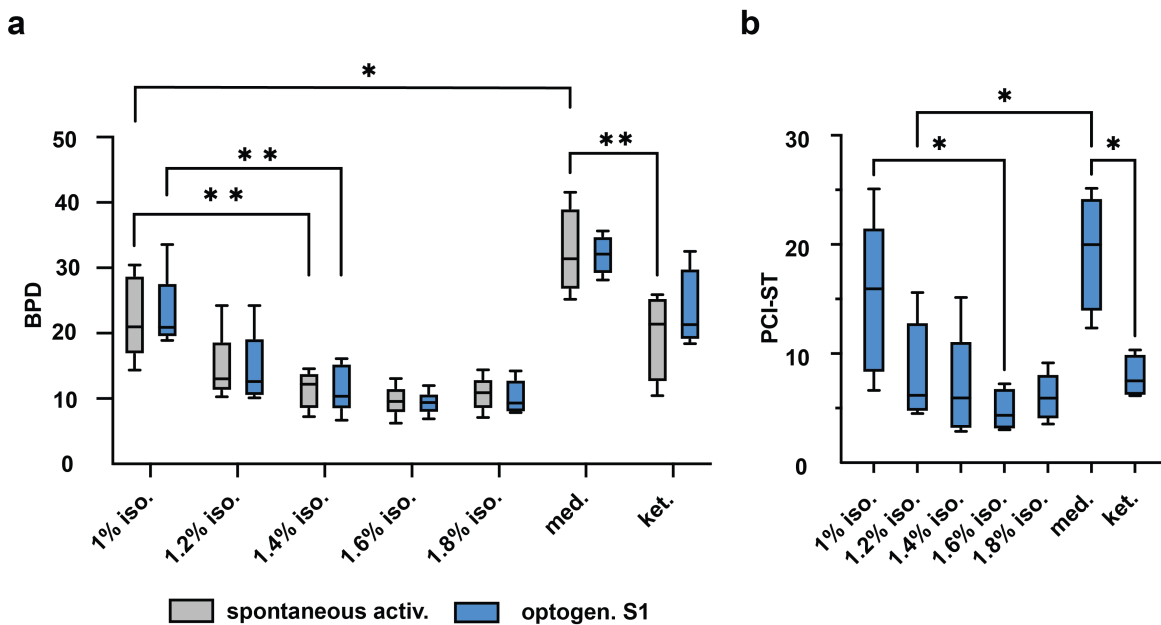 a
b
*
* *
* *
**
BPD
50
40
30
20
10
0
1% iso.
1.2% iso.
1.4% iso.
1.6% iso.
1.8% iso.
med.
ket.
spontaneous activ.
optogen. S1
*
*
*
PCI-ST
30
20
10
0
1% iso.
1.2% iso.
1.4% iso.
1.6% iso.
1.8% iso.
med.
ket.